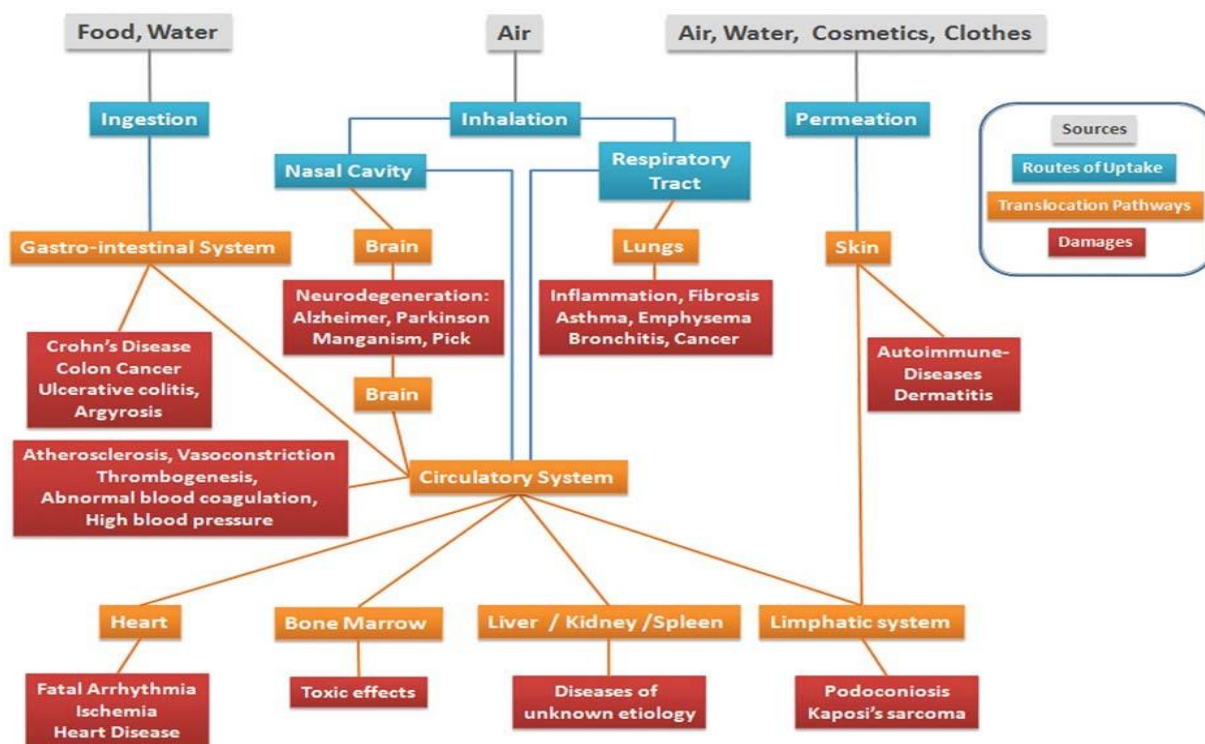 Food, Water
Air
Air, Water, Cosmetics, Clothes
Ingestion
Inhalation
Permeation
Sources
Routes of Uptake
Translocation Pathways
Damages
Nasal Cavity
Respiratory
Tract
Gastro-intestinal System
Brain
Lungs
Skin
Neurodegeneration:
Alzheimer, Parkinson
Manganism, Pick
Inflammation, Fibrosis
Asthma, Emphysema
Bronchitis, Cancer
Crohn's Disease
Colon Cancer
Ulcerative colitis,
Argyrosis
Autoimmune-
Diseases
Dermatitis
Brain
Atherosclerosis, Vasoconstriction
Thrombogenesis,
Abnormal blood coagulation,
High blood pressure
Circulatory System
Heart
Bone Marrow
Liver / Kidney /Spleen
Limphatic system
Fatal Arrhythmia
Ischemia
Heart Disease
Toxic effects
Diseases of
unknown etiology
Podoconiosis
Kaposi's sarcoma